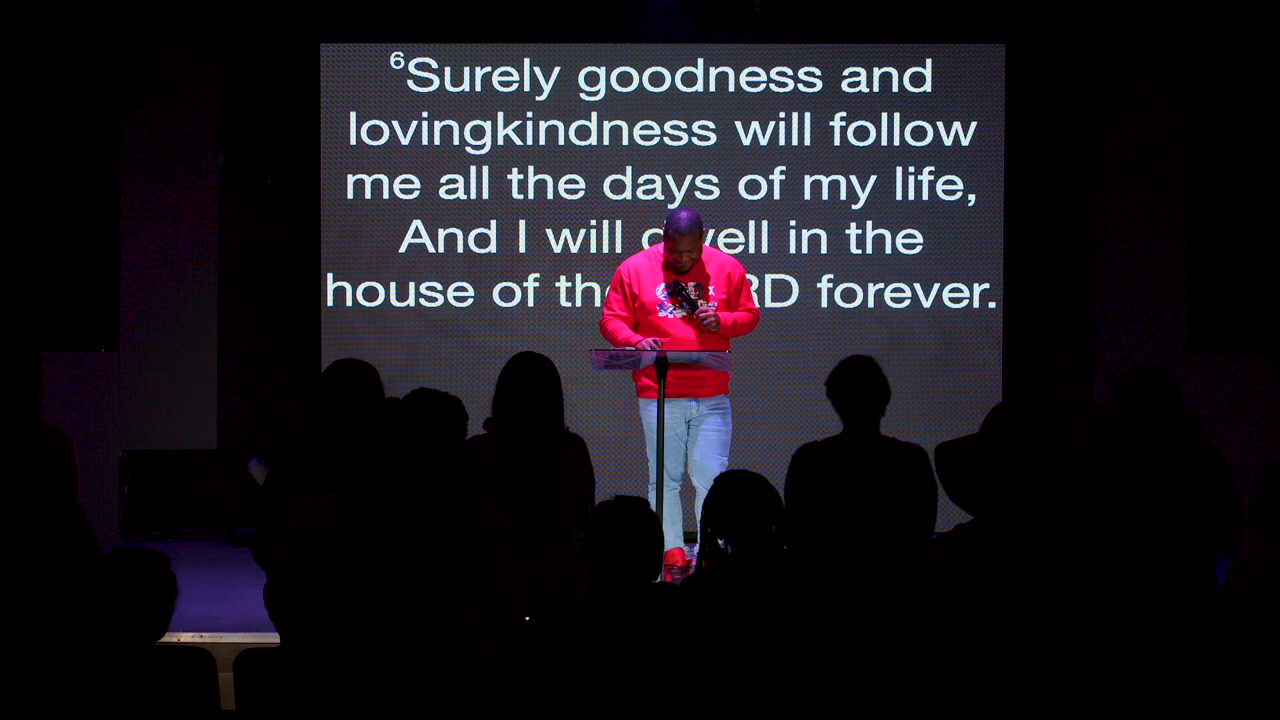 ⁶Surely goodness and
lovingkindness will follow
me all the days of my life,
And I will in the
house of forever.